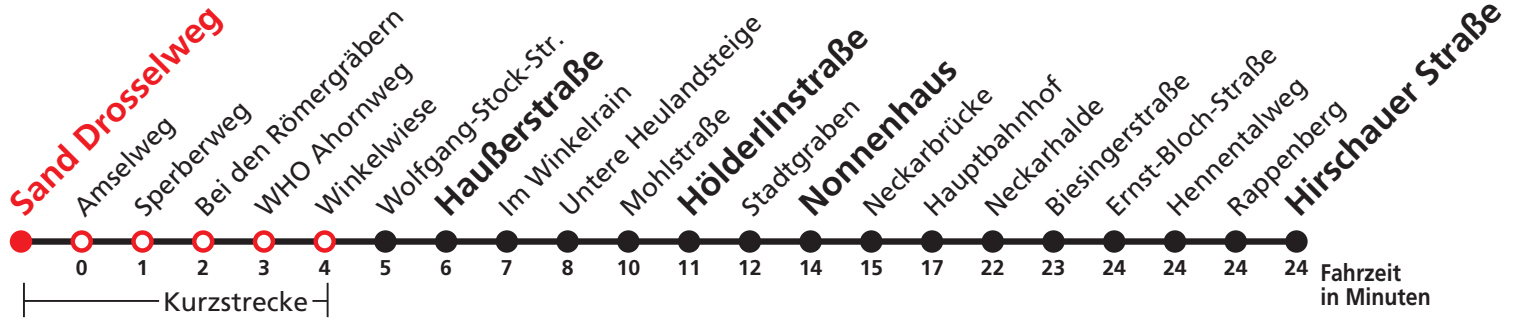 Sand Drosselweg
Amselweg
Sperberweg
Bei den Römergräbern
WHO Ahornweg
Winkelwiese
Wolfgang-Stock-Str.
Haußerstraße
Im Winkelrain
Untere Heulandsteige
Mohlstraße
Hölderlinstraße
Stadtgraben
Nonnenhaus
Neckarbrücke
Hauptbahnhof
Neckarhalde
Biesingerstraße
Ernst-Bloch-Straße
Hennentalweg
Rappenberg
Hirschauer Straße
0 1 2 3 4 5 6 7 8 10 11 12 14 15 17 22 23 24 24 24 24
Fahrzeit
in Minuten
Kurzstrecke